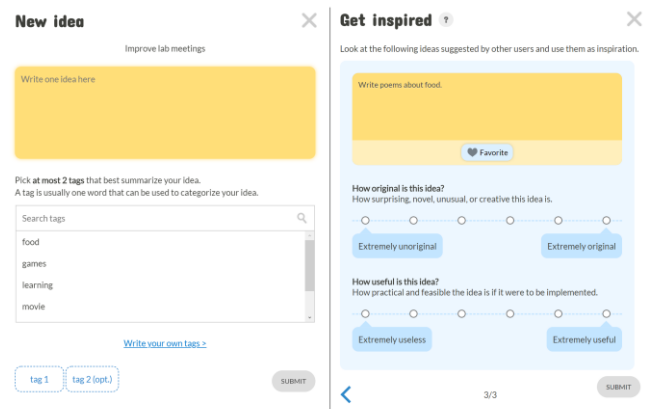 New idea
Improve lab meetings
Write one idea here
Pick at most 2 tags that best summarize your idea.
A tag is usually one word that can be used to categorize your idea.
Search tags
food
games
learning
movie
Write your own tags >
tag 1
tag 2 (opt.)
SUBMIT
Get inspired ?
Look at the following ideas suggested by other users and use them as inspiration.
Write poems about food.
Favorite
How original is this idea?
How surprising, novel, unusual, or creative this idea is.
Extremely unoriginal
Extremely original
How useful is this idea?
How practical and feasible the idea is if it were to be implemented.
Extremely useless
Extremely useful
3/3
SUBMIT